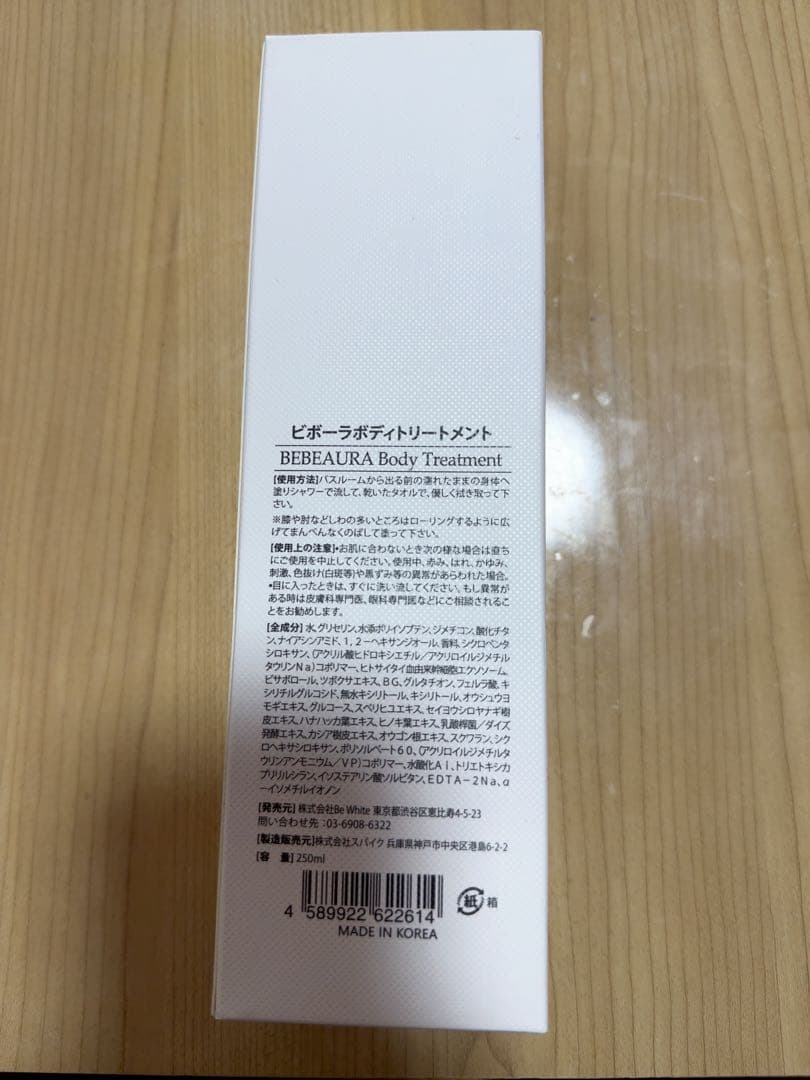 ビボーラボディトリートメント
BEBEAURA Body Treatment
[使用方法]バスルームから出る前の濡れたままの身体へ
塗りシャワーで流して、乾いたタオルで、優しく拭き取って下
さい。
※膝や肘などしわの多いところはローリングするように広
げてまんべんなくのばして塗って下さい。
[使用上の注意]•お肌に合わないとき次の様な場合は直ち
にご使用を中止してください。使用中、赤み、はれ、かゆみ、
刺激、色抜け(白斑等)や黒ずみ等の異常があらわれた場合。
•目に入ったときは、すぐに洗い流してください。もし異常が
ある時は皮膚科専門医、眼科専門医などにご相談されるこ
とをお勧めします。
[全成分] 水、グリセリン、水添ポリイソブテン、ジメチコン、酸化チタ
ン、ナイアシンアミド、1,2-ヘキサンジオール、香料、シクロペンタ
シロキサン、(アクリル酸ヒドロキシエチル/アクリロイルジメチル
タウリンNa)コポリマー、ヒトサイタイ血由来幹細胞エクソソーム、
ビサボロール、ツボクサエキス、BG、グルタチオン、フェルラ酸、キ
シリチルグルコシド、無水キシリトール、キシリトール、オウシュウヨ
モギエキス、グルコース、スベリヒユエキス、セイヨウシロヤナギ樹
皮エキス、ハナハッカ葉エキス、ヒノキ葉エキス、乳酸桿菌/ダイズ
発酵エキス、カシア樹皮エキス、オウゴン根エキス、スクワラン、シク
ロヘキサシロキサン、ポリソルベート60、(アクリロイルジメチルタ
ウリンアンモニウム/VP)コポリマー、水酸化Al、トリエトキシカ
プリリルシラン、イソステアリン酸ソルビタン、EDTA-2Na、α
-イソメチルイオノン
[発売元] 株式会社Be White 東京都渋谷区恵比寿4-5-23
問い合わせ先:03-6908-6322
[製造販売元]株式会社スパイク 兵庫県神戸市中央区港島6-2-2
[容 量] 250ml
4 589922 622614
紙 箱
MADE IN KOREA